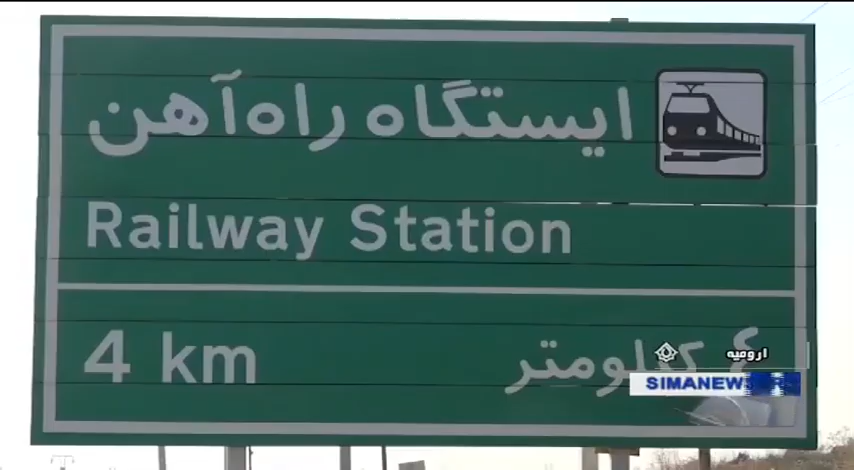 ایستگاه راه‌آهن
Railway Station
4 km
۴ کیلومتر
ارومیه
SIMANEWS